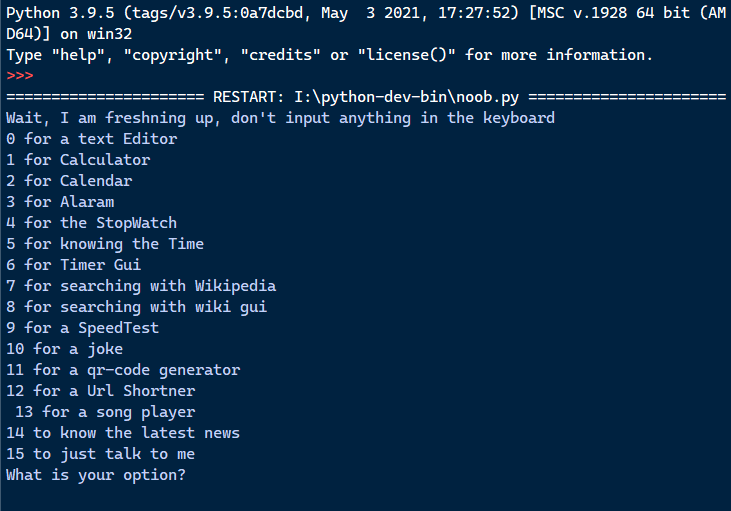 Python 3.9.5 (tags/v3.9.5:0a7dcbd, May  3 2021, 17:27:52) [MSC v.1928 64 bit (AM
D64)] on win32
Type "help", "copyright", "credits" or "license()" for more information.
>>>
====================== RESTART: I:\python-dev-bin\noob.py ======================
Wait, I am freshning up, don't input anything in the keyboard
0 for a text Editor
1 for Calculator
2 for Calendar
3 for Alaram
4 for the StopWatch
5 for knowing the Time
6 for Timer Gui
7 for searching with Wikipedia
8 for searching with wiki gui
9 for a SpeedTest
10 for a joke
11 for a qr-code generator
12 for a Url Shortner
 13 for a song player
14 to know the latest news
15 to just talk to me
What is your option?